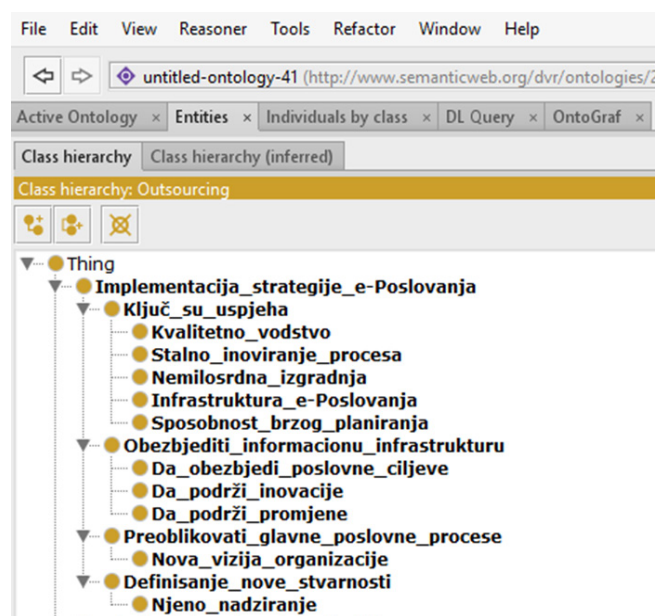 File Edit View Reasoner Tools Refactor Window Help
untitled-ontology-41 (http://www.semanticweb.org/dvr/ontologies/2
Active Ontology × Entities × Individuals by class × DL Query × OntoGraf ×
Class hierarchy Class hierarchy (inferred)
Class hierarchy: Outsourcing
Thing
Implementacija_strategije_e-Poslovanja
Ključ_su_uspjeha
Kvalitetno_vodstvo
Stalno_inoviranje_procesa
Nemilosrdna_izgradnja
Infrastruktura_e-Poslovanja
Sposobnost_brzog_planiranja
Obezbjediti_informacionu_infrastrukturu
Da_obezbjedi_poslovne_ciljeve
Da_podrži_inovacije
Da_podrži_promjene
Preoblikovati_glavne_poslovne_procese
Nova_vizija_organizacije
Definisanje_nove_stvarnosti
Njeno_nadziranje